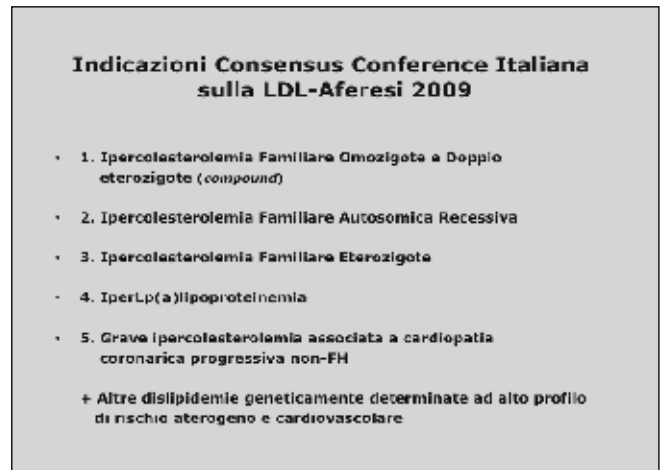 Indicazioni Consensus Conference Italiana
sulla LDL-Aferesi 2009
• 1. Ipercolesterolemia Familiare Omozigote e Doppio
eterozigote (compound)
• 2. Ipercolesterolemia Familiare Autosomica Recessiva
• 3. Ipercolesterolemia Familiare Eterozigote
• 4. IperLp(a)lipoproteinemia
• 5. Grave ipercolesterolemia associata a cardiopatia
coronarica progressiva non-FH
+ Altre dislipidemie geneticamente determinate ad alto profilo
di rischio aterogeno e cardiovascolare